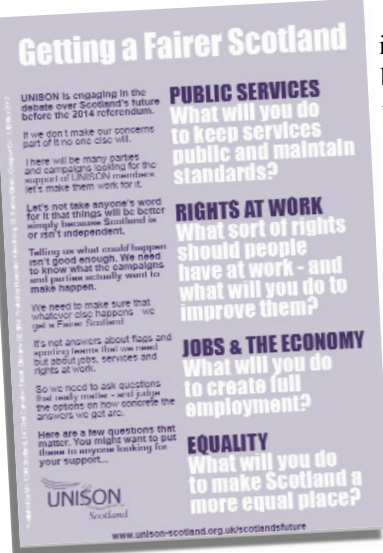 Getting a Fairer Scotland
UNISON is engaging in the
debate over Scotland's future
before the 2014 referendum.
If we don't make our concerns
part of it no one else will.
There will be many parties
and campaigns looking for the
support of UNISON members
let's make them work for it.
Let's not take anyone's word
for it that things will be better
simply because Scotland is
or isn't independent.
Telling us what could happen
isn't good enough. We need
to know what the campaigns
and parties actually want to
make happen.
We need to make sure that
whatever else happens we
get a Fairer Scotland
It's not answers about flags and
sporting teams that we need
but about jobs, services and
rights at work.
So we need to ask questions
that really matter - and judge
the options on how concrete the
answers we get are.
Here are a few questions that
matter. You might want to put
these to anyone looking for
your support...
UNISON
Scotland
PUBLIC SERVICES
What will you do
to keep services
public and maintain
standards?
RIGHTS AT WORK
What sort of rights
should people
have at work - and
what will you do to
improve them?
JOBS & THE ECONOMY
What will you do
to create full
employment?
EQUALITY
What will you do
to make Scotland a
more equal place?
www.unison-scotland.org.uk/scotlandsfuture